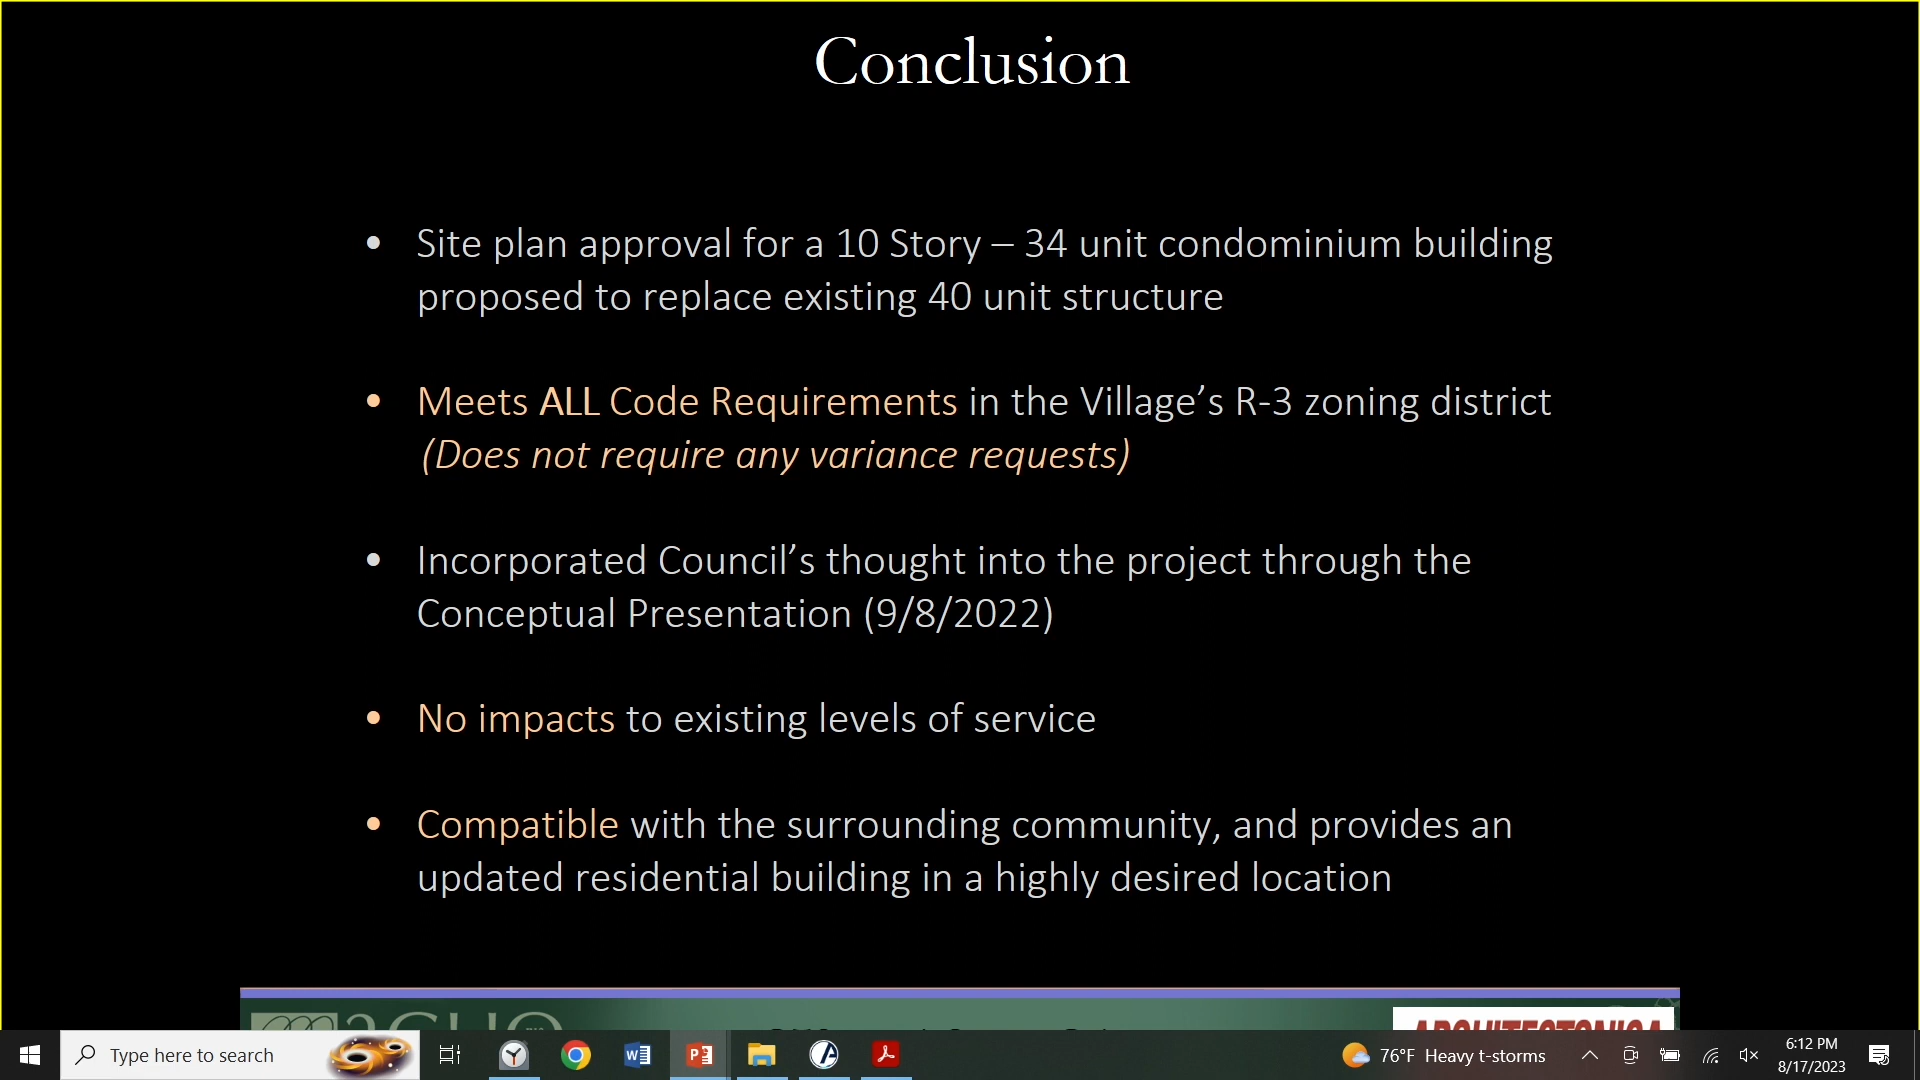 Conclusion
• Site plan approval for a 10 Story – 34 unit condominium building
proposed to replace existing 40 unit structure
• Meets ALL Code Requirements in the Village’s R-3 zoning district
(Does not require any variance requests)
• Incorporated Council’s thought into the project through the
Conceptual Presentation (9/8/2022)
• No impacts to existing levels of service
• Compatible with the surrounding community, and provides an
updated residential building in a highly desired location
ARQUITECTONICA
Type here to search
76°F Heavy t-storms
6:12 PM
8/17/2023